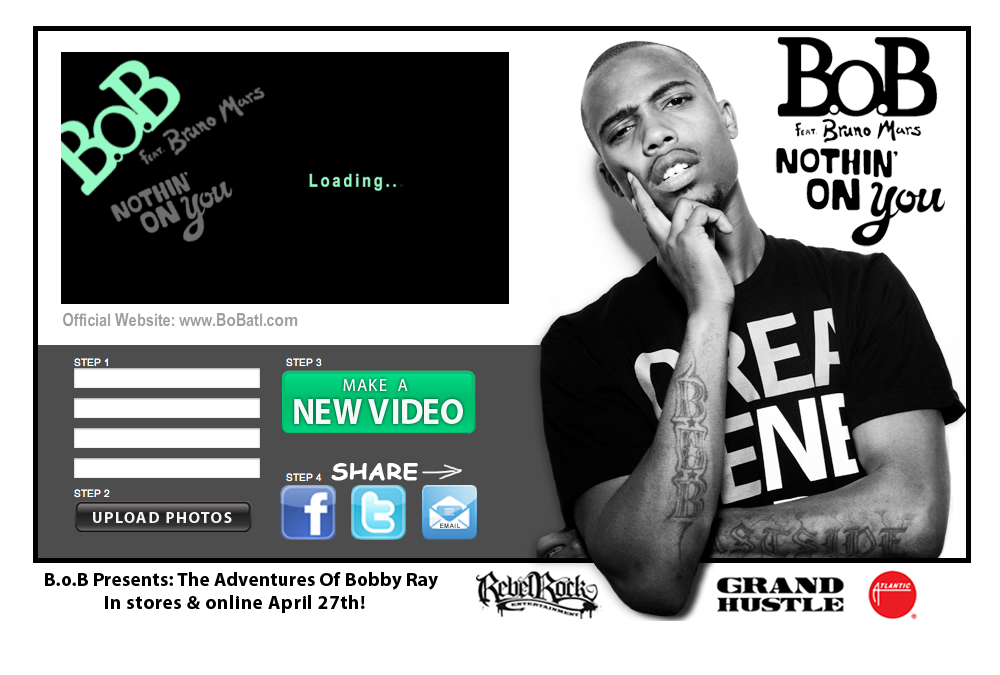 B.o.B
FEAT. Bruno Mars
NOTHIN'
ON You
Loading...
Official Website: www.BoBatl.com
STEP 1
STEP 2
UPLOAD PHOTOS
STEP 3
MAKE A
NEW VIDEO
STEP 4 SHARE
f
t
EMAIL
B.o.B
FEAT. Bruno Mars
NOTHIN'
ON You
B.o.B
B.o.B Presents: The Adventures Of Bobby Ray
In stores & online April 27th!
RebelRock
ENTERTAINMENT
GRAND
HUSTLE
ATLANTIC